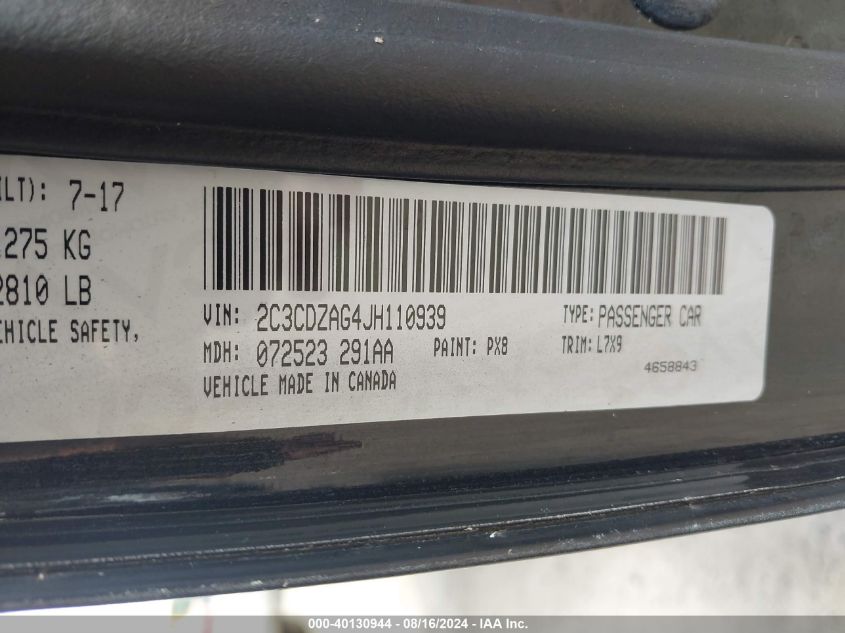 ILT): 7-17
275 KG
2810 LB
EHICLE SAFETY,
VIN: 2C3CDZAG4JH110939
TYPE: PASSENGER CAR
MDH: 072523 291AA
PAINT: PX8
TRIM: L7X9
VEHICLE MADE IN CANADA
4658843
000-40130944 - 08/16/2024 - IAA Inc.